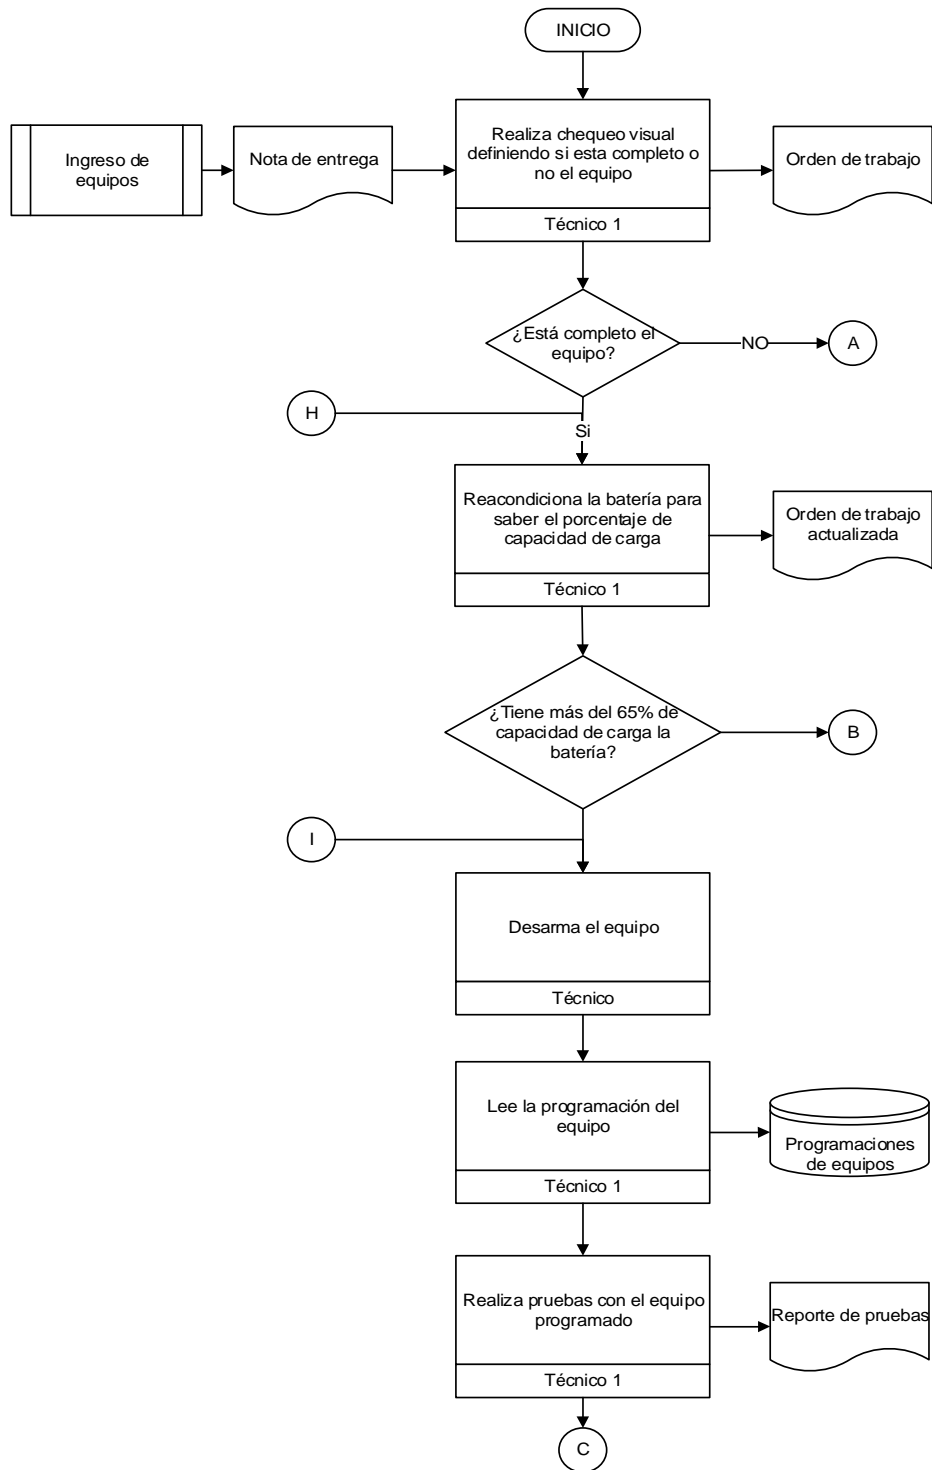 INICIO
Ingreso de
equipos
Nota de entrega
Realiza chequeo visual
definiendo si esta completo o
no el equipo
Técnico 1
Orden de trabajo
¿Está completo el
equipo?
NO
A
H
Si
Reacondiciona la batería para
saber el porcentaje de
capacidad de carga
Técnico 1
Orden de trabajo
actualizada
¿Tiene más del 65% de
capacidad de carga la
batería?
B
I
Desarma el equipo
Técnico
Lee la programación del
equipo
Técnico 1
Programaciones
de equipos
Realiza pruebas con el equipo
programado
Técnico 1
Reporte de pruebas
C